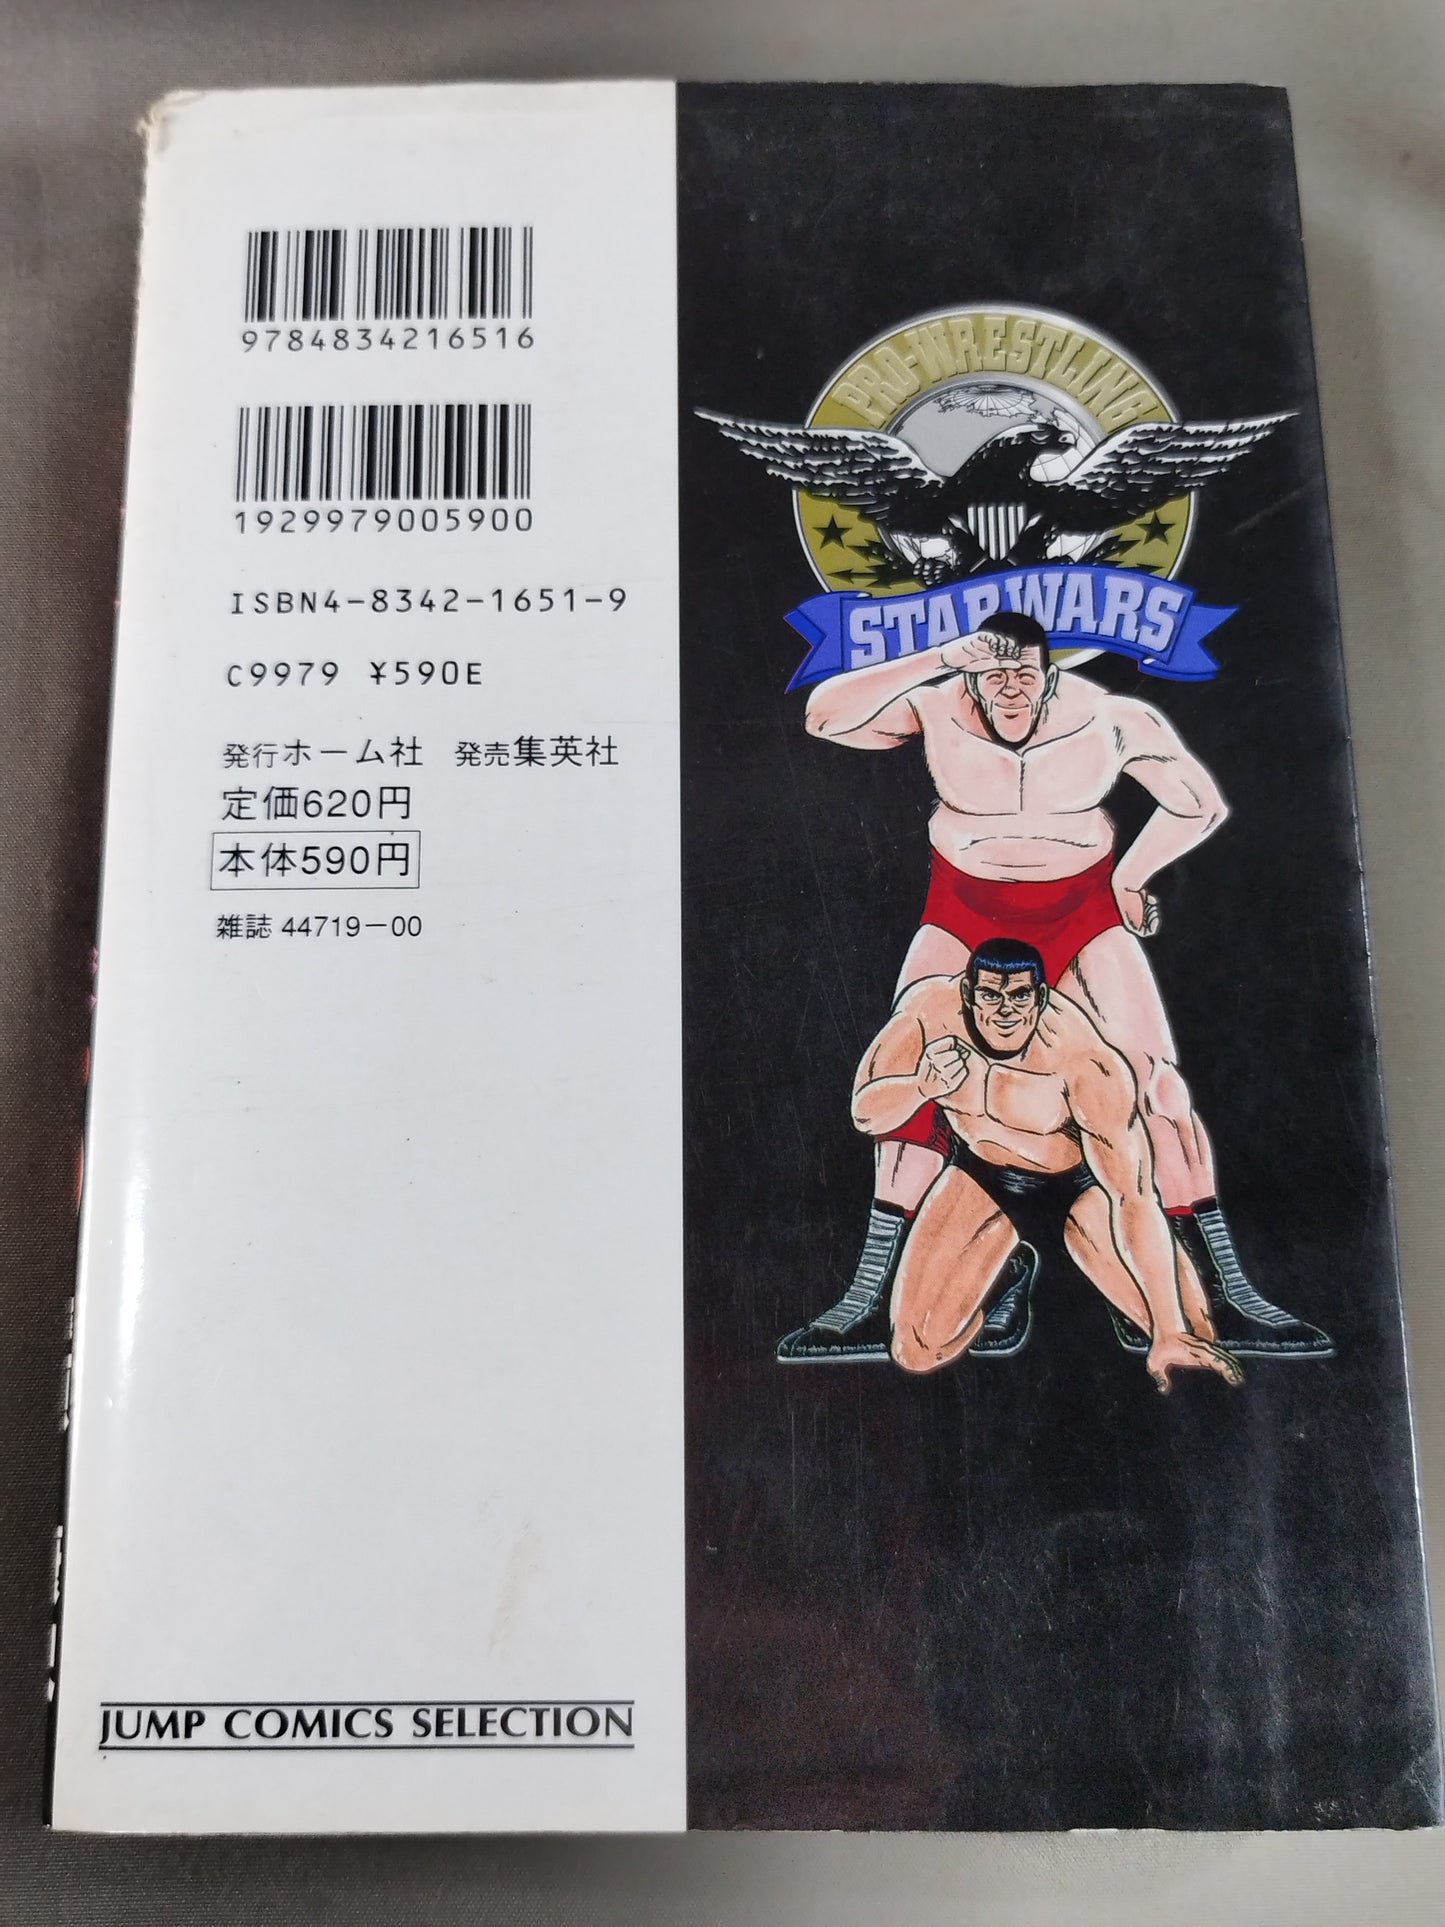 9784834216516
1929979005900
ISBN4-8342-1651-9
C9979 ¥590E
発行ホーム社 発売集英社
定価620円
本体590円
雑誌 44719-00
JUMP COMICS SELECTION
PRO-WRESTLING
STAR WARS